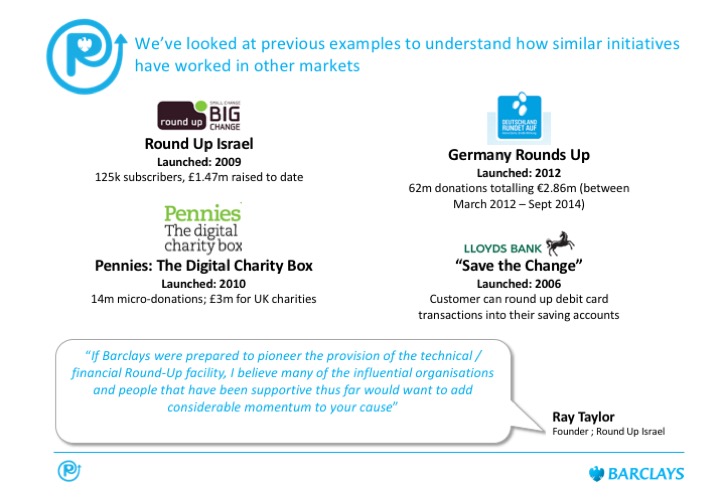 We've looked at previous examples to understand how similar initiatives
have worked in other markets
SMALL CHANGE
round up BIG
CHANGE
Round Up Israel
Launched: 2009
125k subscribers, £1.47m raised to date
DEUTSCHLAND
RUNDET AUF
Germany Rounds Up
Launched: 2012
62m donations totalling €2.86m (between
March 2012 – Sept 2014)
Pennies
The digital
charity box
Pennies: The Digital Charity Box
Launched: 2010
14m micro-donations; £3m for UK charities
LLOYDS BANK
"Save the Change"
Launched: 2006
Customer can round up debit card
transactions into their saving accounts
"If Barclays were prepared to pioneer the provision of the technical /
financial Round-Up facility, I believe many of the influential organisations
and people that have been supportive thus far would want to add
considerable momentum to your cause"
Ray Taylor
Founder ; Round Up Israel
BARCLAYS